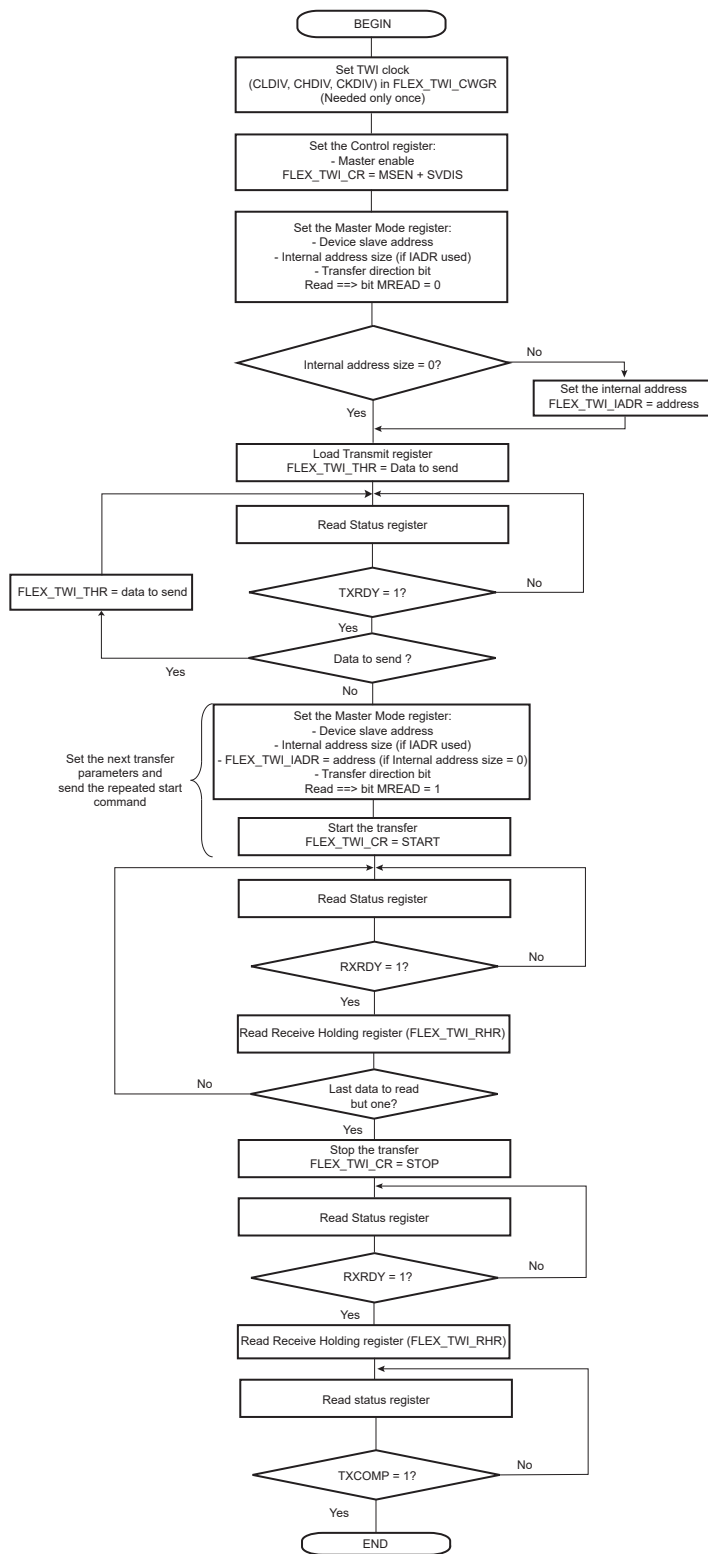 BEGIN
Set TWI clock
(CLDIV, CHDIV, CKDIV) in FLEX_TWI_CWGR
(Needed only once)
Set the Control register:
- Master enable
FLEX_TWI_CR = MSEN + SVDIS
Set the Master Mode register:
- Device slave address
- Internal address size (if IADR used)
- Transfer direction bit
Read ==> bit MREAD = 0
Internal address size = 0?
No
Set the internal address
FLEX_TWI_IADR = address
Yes
Load Transmit register
FLEX_TWI_THR = Data to send
Read Status register
TXRDY = 1?
No
FLEX_TWI_THR = data to send
Yes
Data to send ?
Yes
No
Set the Master Mode register:
- Device slave address
- Internal address size (if IADR used)
- FLEX_TWI_IADR = address (if Internal address size = 0)
- Transfer direction bit
Read ==> bit MREAD = 1
Set the next transfer
parameters and
send the repeated start
command
Start the transfer
FLEX_TWI_CR = START
Read Status register
RXRDY = 1?
No
Yes
Read Receive Holding register (FLEX_TWI_RHR)
Last data to read
but one?
No
Yes
Stop the transfer
FLEX_TWI_CR = STOP
Read Status register
RXRDY = 1?
No
Yes
Read Receive Holding register (FLEX_TWI_RHR)
Read status register
TXCOMP = 1?
No
Yes
END